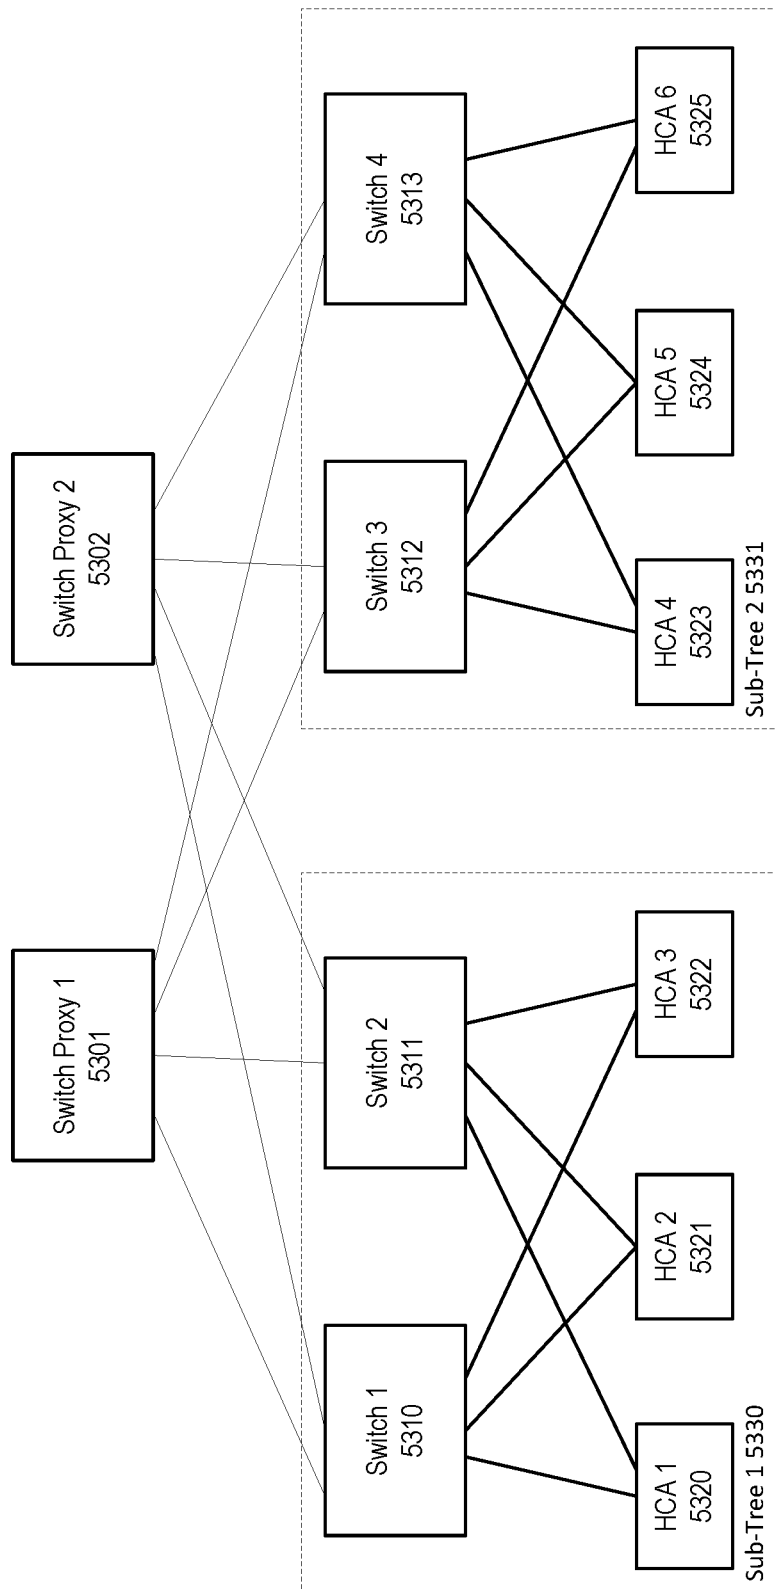 Switch Proxy 1
5301
Switch Proxy 2
5302
Switch 1
5310
Switch 2
5311
Switch 3
5312
Switch 4
5313
HCA 1
5320
HCA 2
5321
HCA 3
5322
HCA 4
5323
HCA 5
5324
HCA 6
5325
Sub-Tree 1 5330
Sub-Tree 2 5331